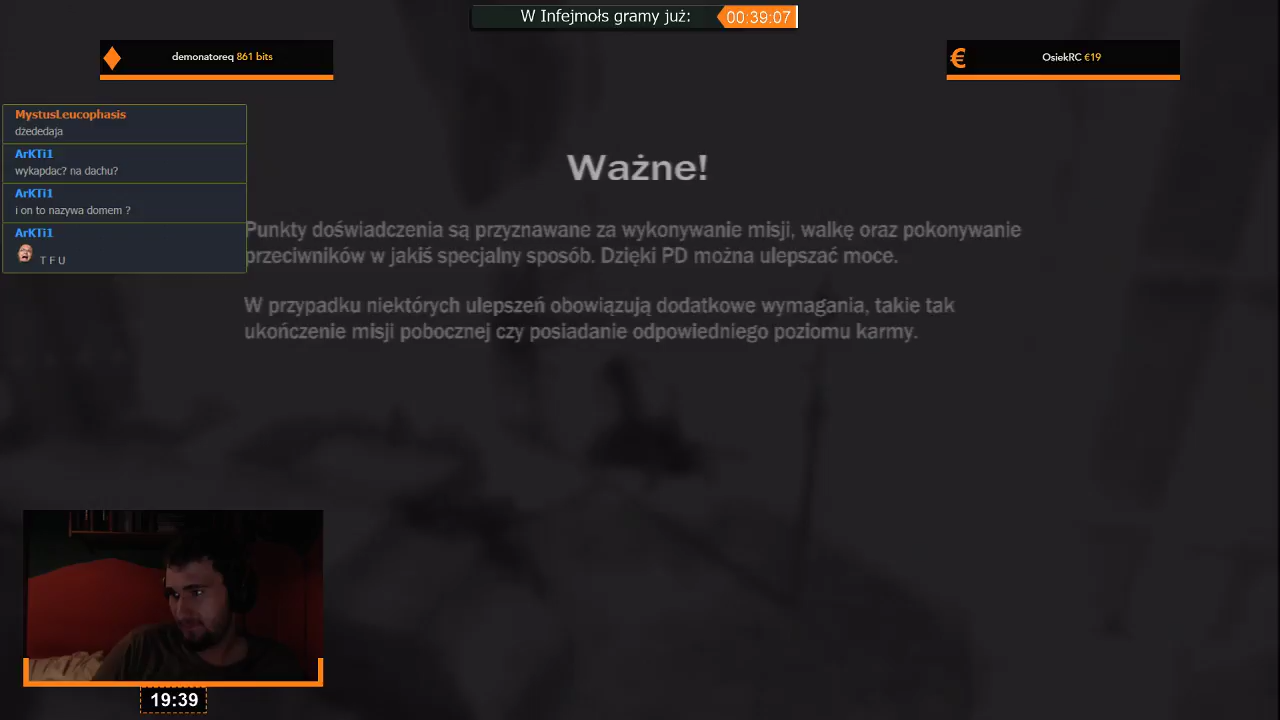 W Infejmołs gramy już:
00:39:07
demonatoreq 861 bits
OsiekRC €19
MystusLeucophasis
dżededaja
ArKTi1
wykapdac? na dachu?
ArKTi1
i on to nazywa domem ?
ArKTi1
T F U
Ważne!
Punkty doświadczenia są przyznawane za wykonywanie misji, walkę oraz pokonywanie
przeciwników w jakiś specjalny sposób. Dzięki PD można ulepszać moce.
W przypadku niektórych ulepszeń obowiązują dodatkowe wymagania, takie tak
ukończenie misji pobocznej czy posiadanie odpowiedniego poziomu karmy.
19:39